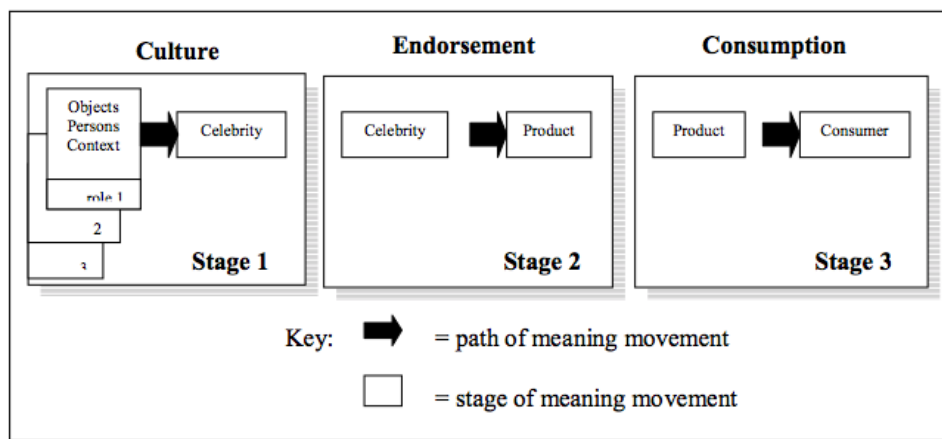 Culture
Endorsement
Consumption
Objects
Persons
Context
Celebrity
role 1
2
3
Stage 1
Celebrity
Product
Stage 2
Product
Consumer
Stage 3
Key:
= path of meaning movement
= stage of meaning movement